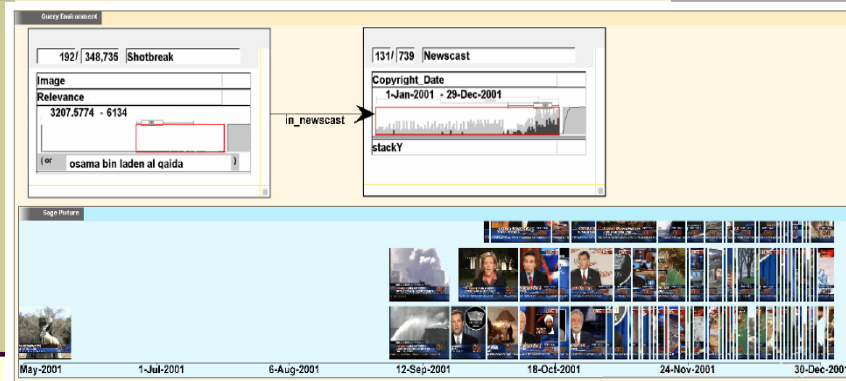 Query Environment
192/ 348,735 Shotbreak
Image
Relevance
3207.5774 - 6134
(or osama bin laden al qaida )
in_newscast
131/ 739 Newscast
Copyright_Date
1-Jan-2001 - 29-Dec-2001
stackY
Sage Picture
May-2001 1-Jul-2001 6-Aug-2001 12-Sep-2001 18-Oct-2001 24-Nov-2001 30-Dec-2001